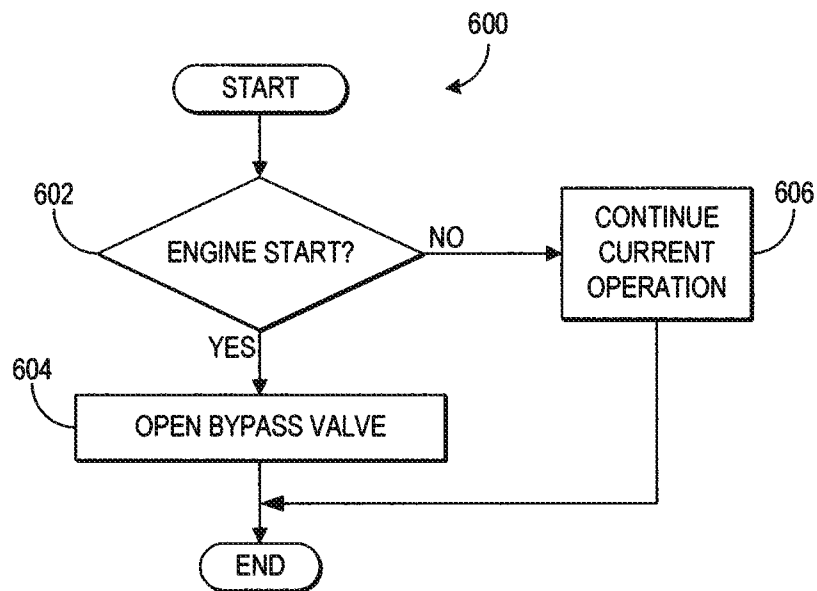 600
START
602
ENGINE START?
NO
CONTINUE
CURRENT
OPERATION
606
YES
604
OPEN BYPASS VALVE
END